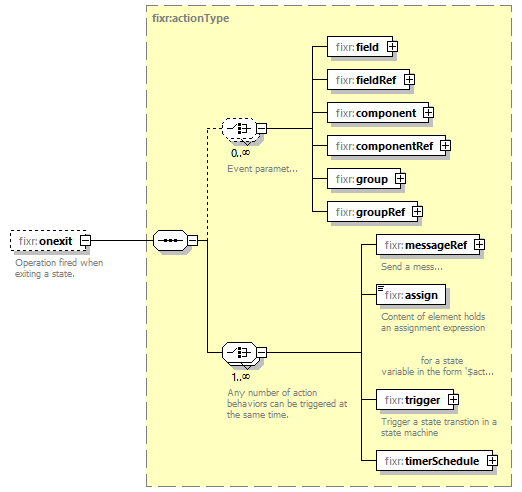 fixr:actionType
fixr:field
fixr:fieldRef
fixr:component
0..∞
fixr:componentRef
Event paramet...
fixr:group
fixr:groupRef
fixr:onexit
Operation fired when
exiting a state.
fixr:messageRef
Send a mess...
fixr:assign
Content of element holds
an assignment expression
for a state
variable in the form '$act...
1..∞
Any number of action
behaviors can be triggered at
the same time.
fixr:trigger
Trigger a state transtion in a
state machine
fixr:timerSchedule